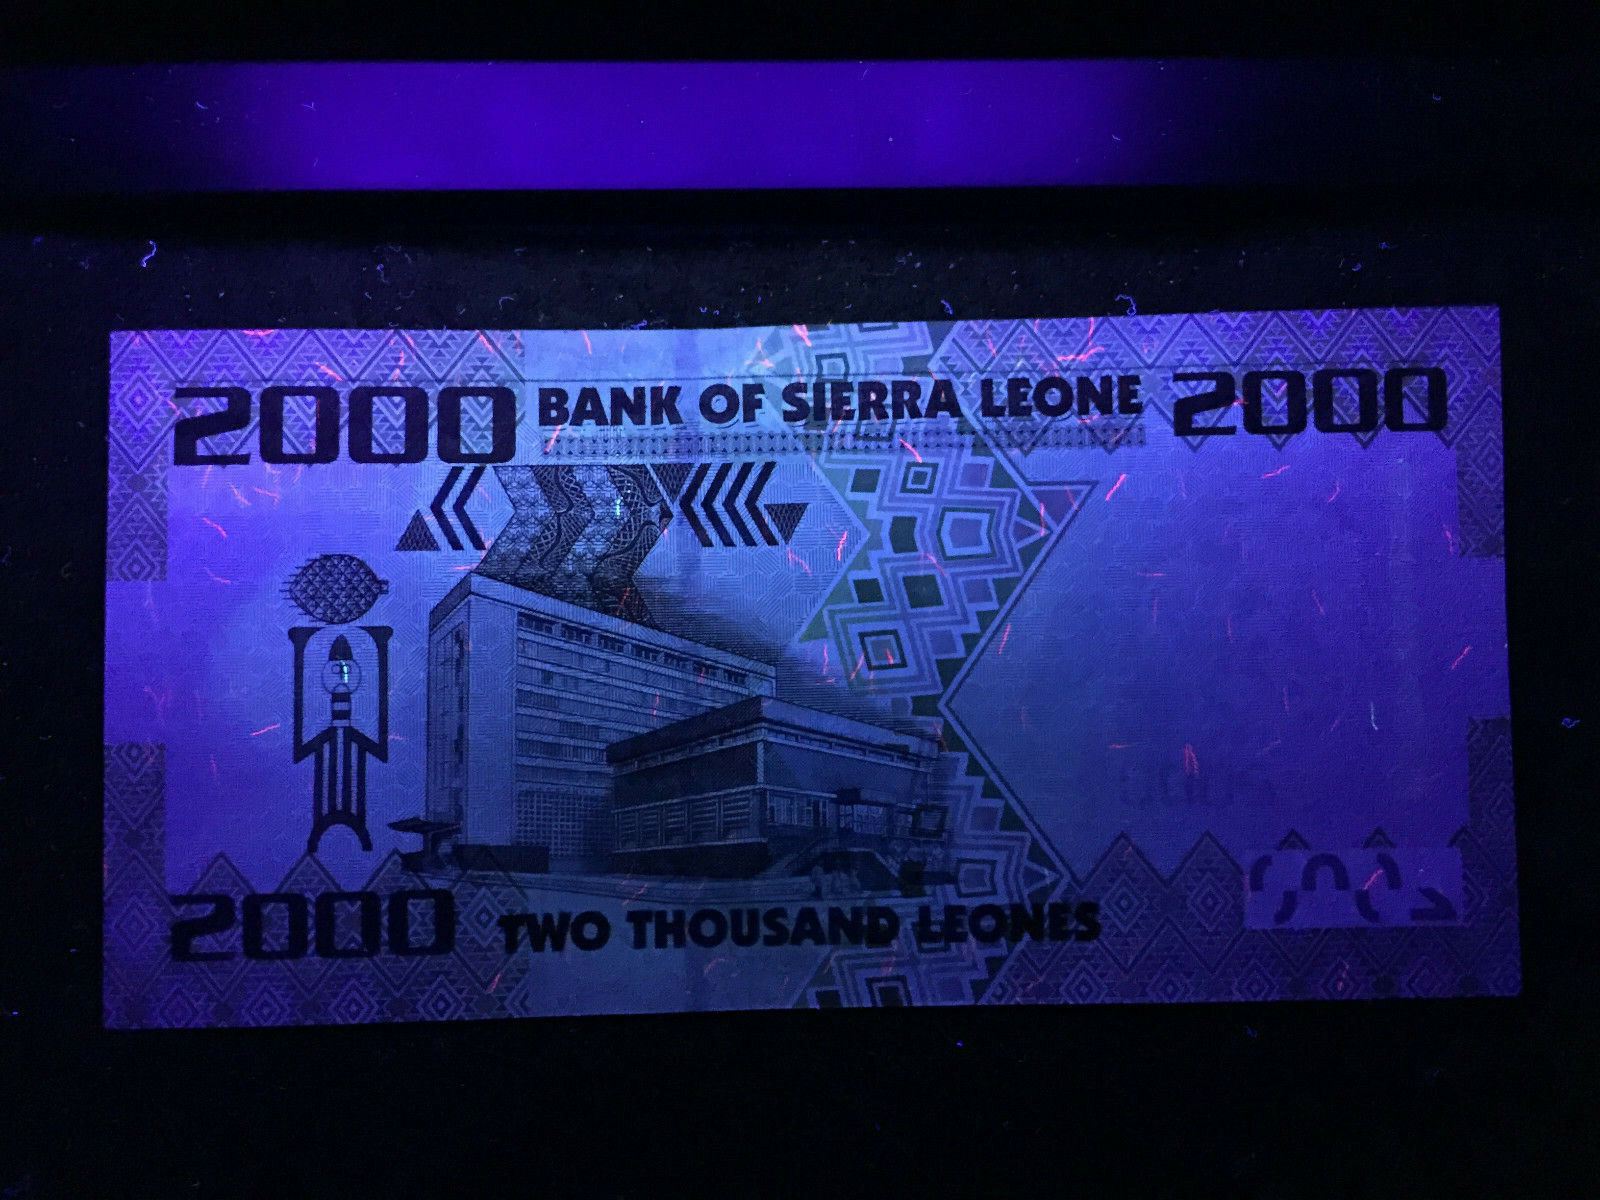 2000 BANK OF SIERRA LEONE 2000
2000 TWO THOUSAND LEONES